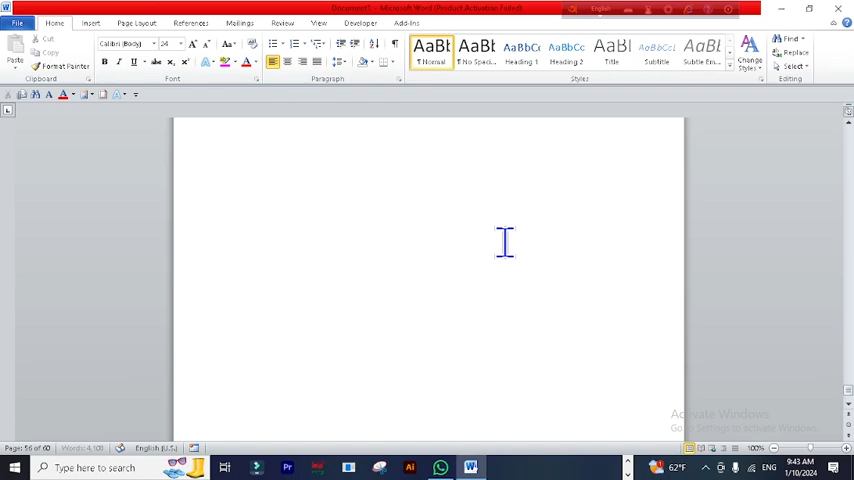 Document1 - Microsoft Word (Product Activation Failed)
English
File Home Insert Page Layout References Mailings Review View Developer Add-Ins
Cut
Copy
Paste
Format Painter
Clipboard
Calibri (Body) 24
Font
Paragraph
AaBb AaBb AaBbCc AaBbCc AaBl AaBbCcL AaBbCc
¶ Normal ¶ No Spaci... Heading 1 Heading 2 Title Subtitle Subtle Em...
Styles
Change
Styles
Find
Replace
Select
Editing
Activate Windows
Go to Settings to activate Windows.
Page: 56 of 60 Words: 4,108 English (U.S.) 100%
Type here to search
62°F
ENG
9:43 AM
1/10/2024